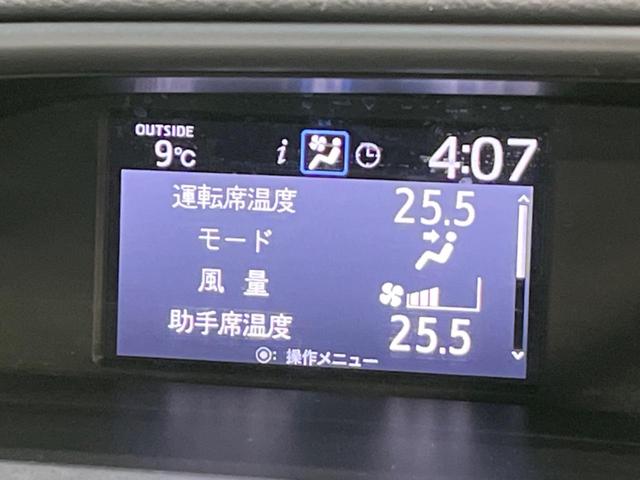 OUTSIDE
9℃ i 4:07
運転席温度 25.5
モード
風量
助手席温度 25.5
◉: 操作メニュー